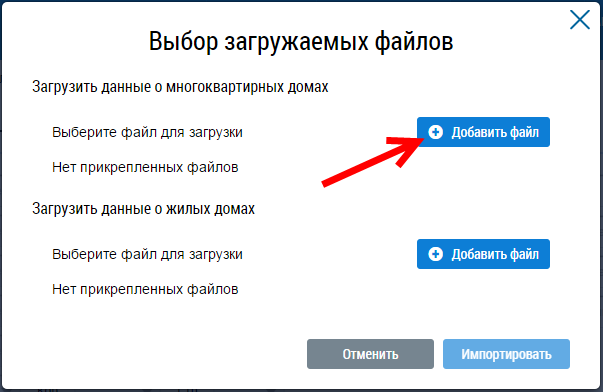 Выбор загружаемых файлов
Загрузить данные о многоквартирных домах
Выберите файл для загрузки
Добавить файл
Нет прикрепленных файлов
Загрузить данные о жилых домах
Выберите файл для загрузки
Добавить файл
Нет прикрепленных файлов
Отменить
Импортировать